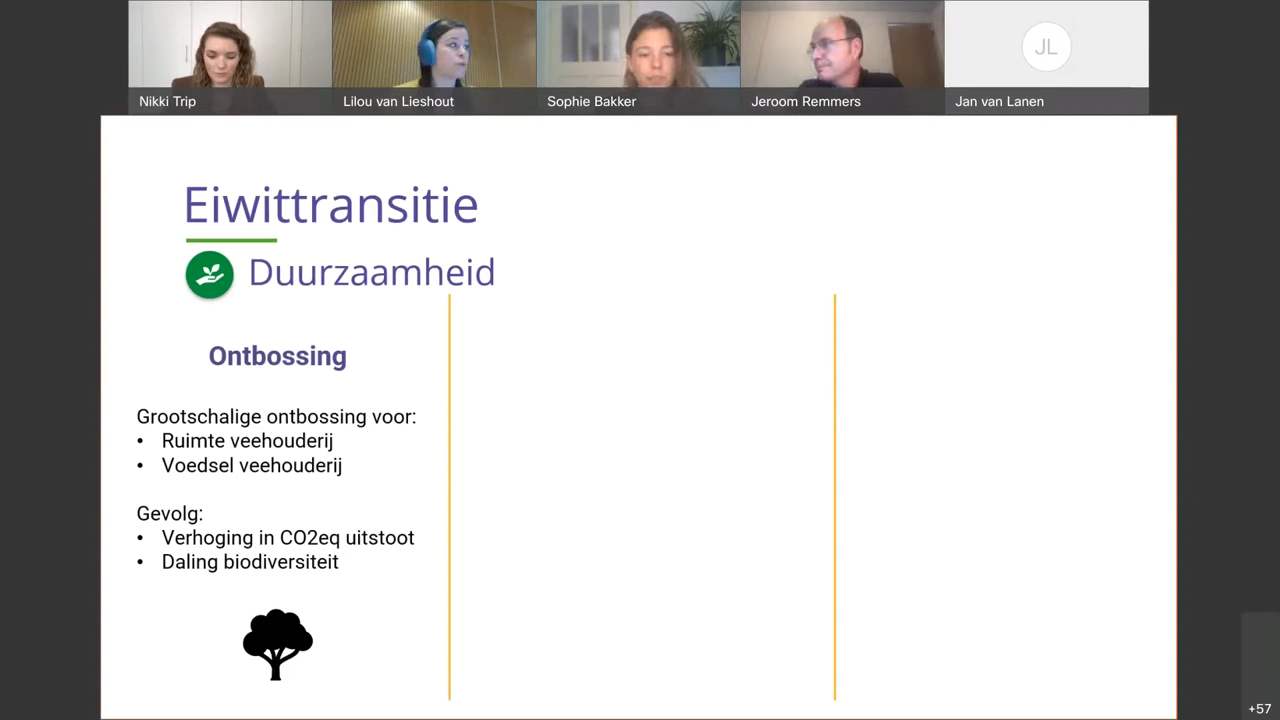 Nikki Trip
Lilou van Lieshout
Sophie Bakker
Jeroom Remmers
JL
Jan van Lanen
Eiwittransitie
Duurzaamheid
Ontbossing
Grootschalige ontbossing voor:
• Ruimte veehouderij
• Voedsel veehouderij
Gevolg:
• Verhoging in CO2eq uitstoot
• Daling biodiversiteit
+57